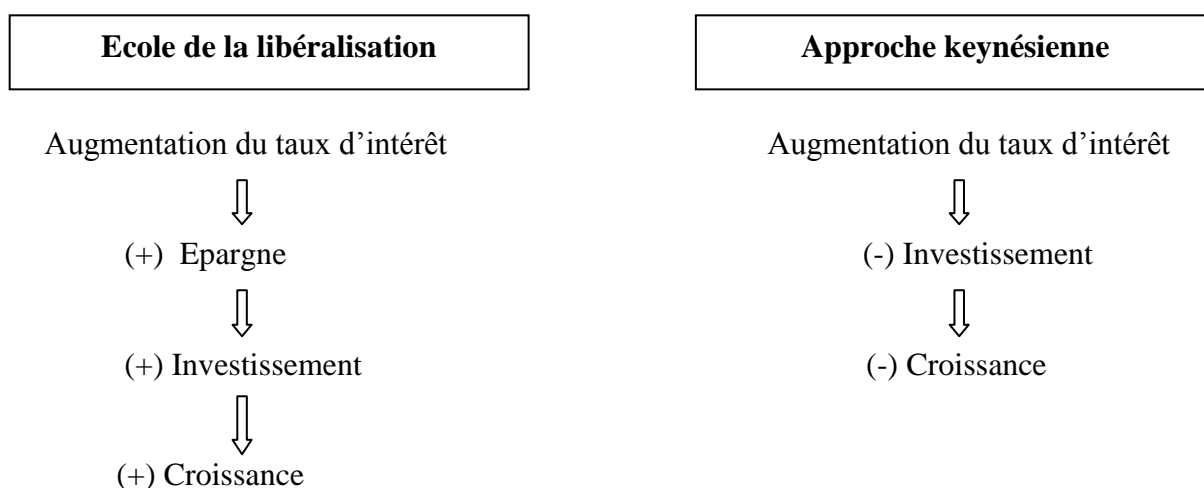 Ecole de la libéralisation
Augmentation du taux d’intérêt
(+) Epargne
(+) Investissement
(+) Croissance
Approche keynésienne
Augmentation du taux d’intérêt
(-) Investissement
(-) Croissance